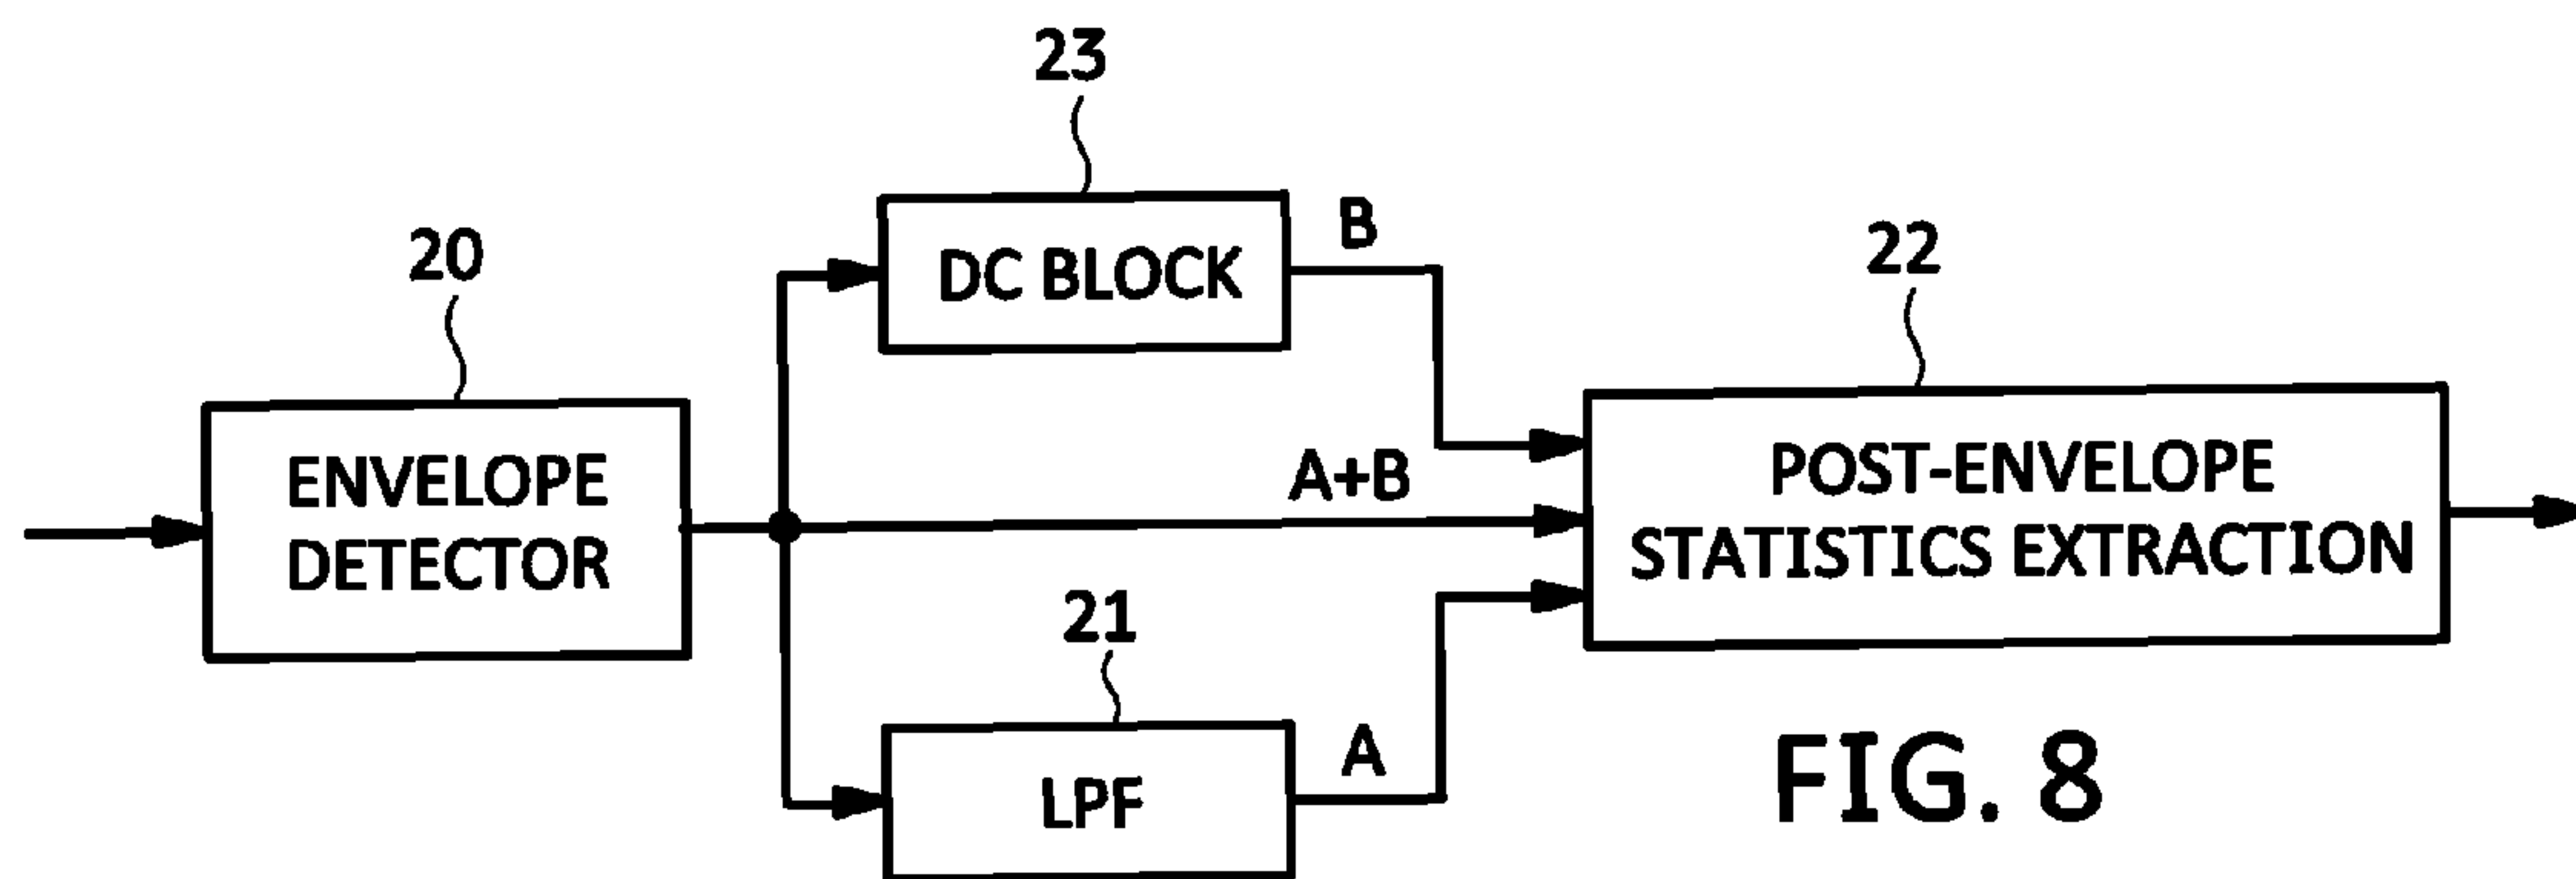 23
DC BLOCK
B
20
ENVELOPE
DETECTOR
A+B
22
POST-ENVELOPE
STATISTICS EXTRACTION
21
LPF
A
FIG. 8